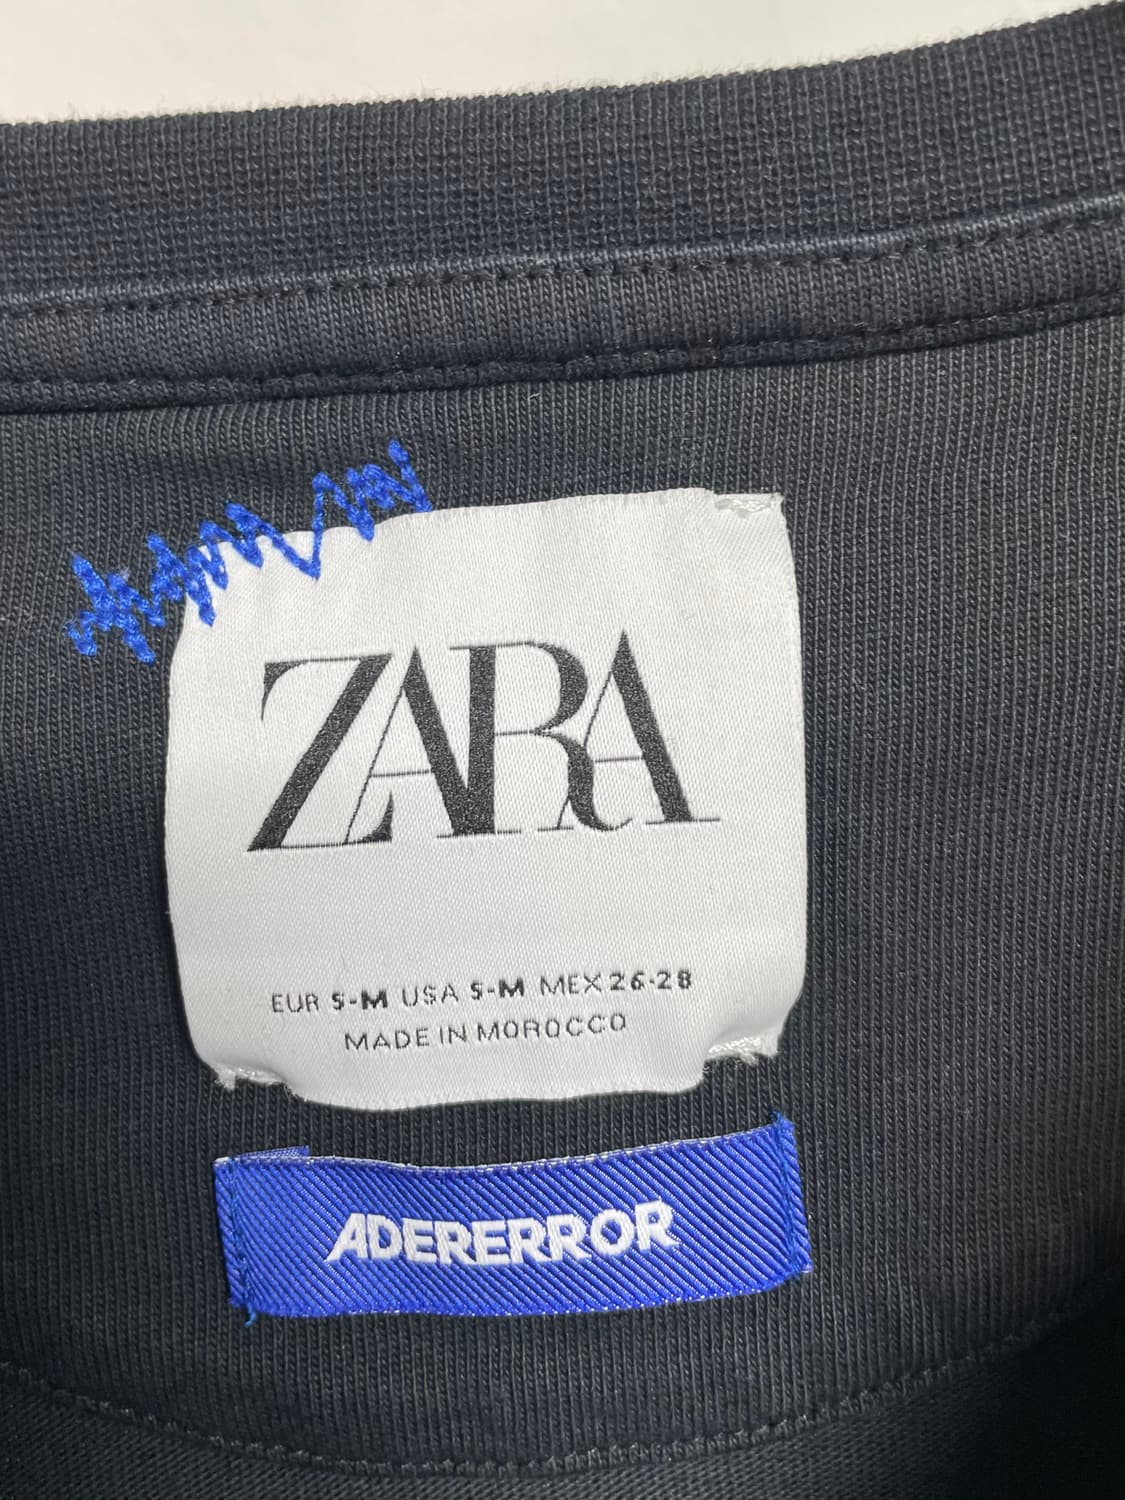 ZARA
EUR S-M USA S-M MEX 26-28
MADE IN MOROCCO
ADERERROR